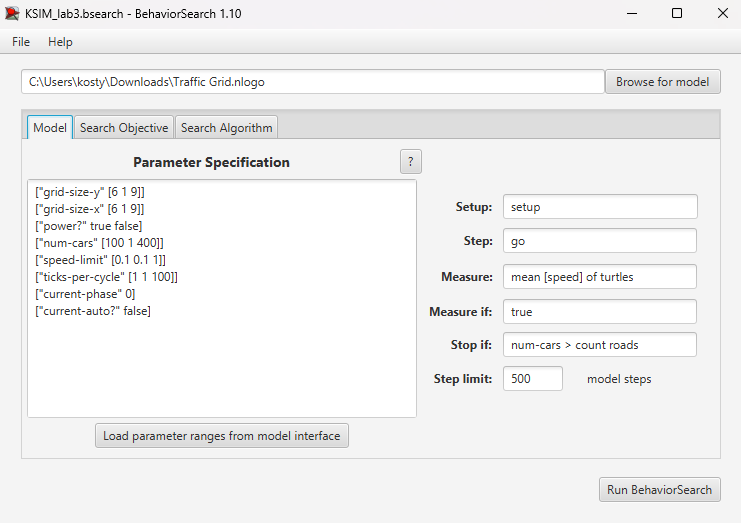 KSIM_lab3.bsearch - BehaviorSearch 1.10
File Help
C:\Users\kosty\Downloads\Traffic Grid.nlogo
Browse for model
Model
Search Objective
Search Algorithm
Parameter Specification
?
["grid-size-y" [6 1 9]]
["grid-size-x" [6 1 9]]
["power?" true false]
["num-cars" [100 1 400]]
["speed-limit" [0.1 0.1 1]]
["ticks-per-cycle" [1 1 100]]
["current-phase" 0]
["current-auto?" false]
Load parameter ranges from model interface
Setup: setup
Step: go
Measure: mean [speed] of turtles
Measure if: true
Stop if: num-cars > count roads
Step limit: 500 model steps
Run BehaviorSearch